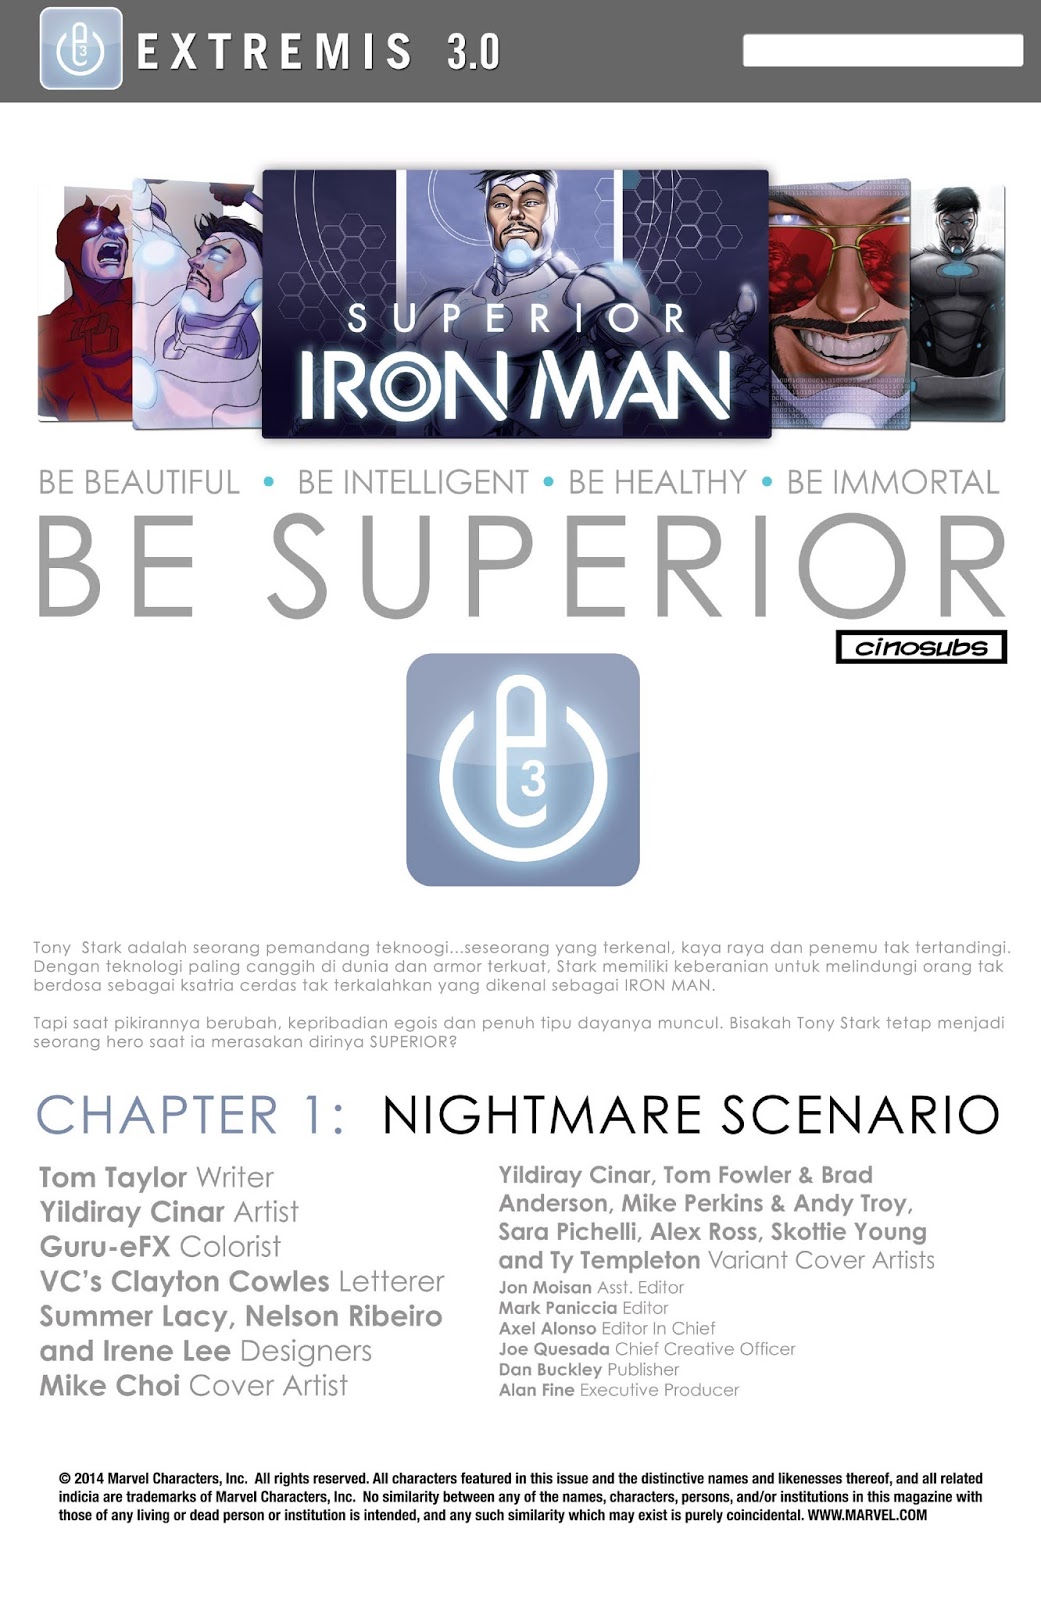 EXTREMIS 3.0
SUPERIOR
IRON MAN
BE BEAUTIFUL • BE INTELLIGENT • BE HEALTHY • BE IMMORTAL
BE SUPERIOR
cinosubs
3
Tony Stark adalah seorang pemandang teknoogi...seseorang yang terkenal, kaya raya dan penemu tak tertandingi.
Dengan teknologi paling canggih di dunia dan armor terkuat, Stark memiliki keberanian untuk melindungi orang tak
berdosa sebagai ksatria cerdas tak terkalahkan yang dikenal sebagai IRON MAN.
Tapi saat pikirannya berubah, kepribadian egois dan penuh tipu dayanya muncul. Bisakah Tony Stark tetap menjadi
seorang hero saat ia merasakan dirinya SUPERIOR?
CHAPTER 1: NIGHTMARE SCENARIO
Tom Taylor Writer
Yildiray Cinar Artist
Guru-eFX Colorist
VC's Clayton Cowles Letterer
Summer Lacy, Nelson Ribeiro
and Irene Lee Designers
Mike Choi Cover Artist
Yildiray Cinar, Tom Fowler & Brad
Anderson, Mike Perkins & Andy Troy,
Sara Pichelli, Alex Ross, Skottie Young
and Ty Templeton Variant Cover Artists
Jon Moisan Asst. Editor
Mark Paniccia Editor
Axel Alonso Editor In Chief
Joe Quesada Chief Creative Officer
Dan Buckley Publisher
Alan Fine Executive Producer
© 2014 Marvel Characters, Inc. All rights reserved. All characters featured in this issue and the distinctive names and likenesses thereof, and all related
indicia are trademarks of Marvel Characters, Inc. No similarity between any of the names, characters, persons, and/or institutions in this magazine with
those of any living or dead person or institution is intended, and any such similarity which may exist is purely coincidental. WWW.MARVEL.COM